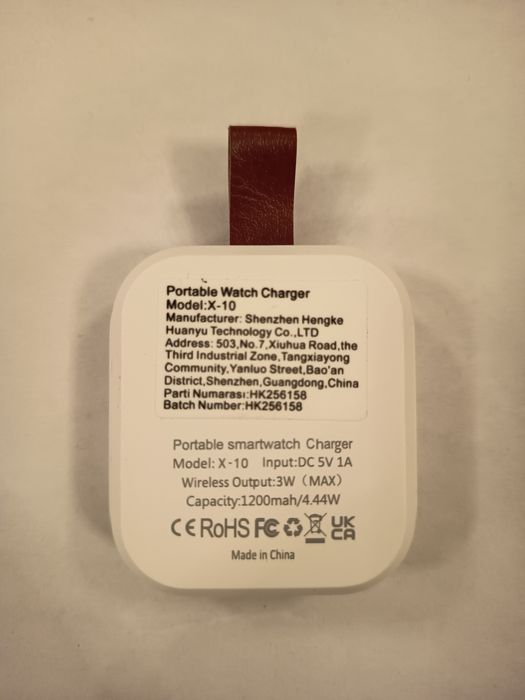 Portable Watch Charger
Model:X-10
Manufacturer: Shenzhen Hengke
Huanyu Technology Co.,LTD
Address: 503,No.7,Xiuhua Road,the
Third Industrial Zone,Tangxiayong
Community,Yanluo Street,Bao'an
District,Shenzhen,Guangdong,China
Parti Numarası:HK256158
Batch Number:HK256158
Portable smartwatch Charger
Model: X-10 Input:DC 5V 1A
Wireless Output:3W（MAX）
Capacity:1200mah/4.44W
CE RoHS FC UK
CA
Made in China